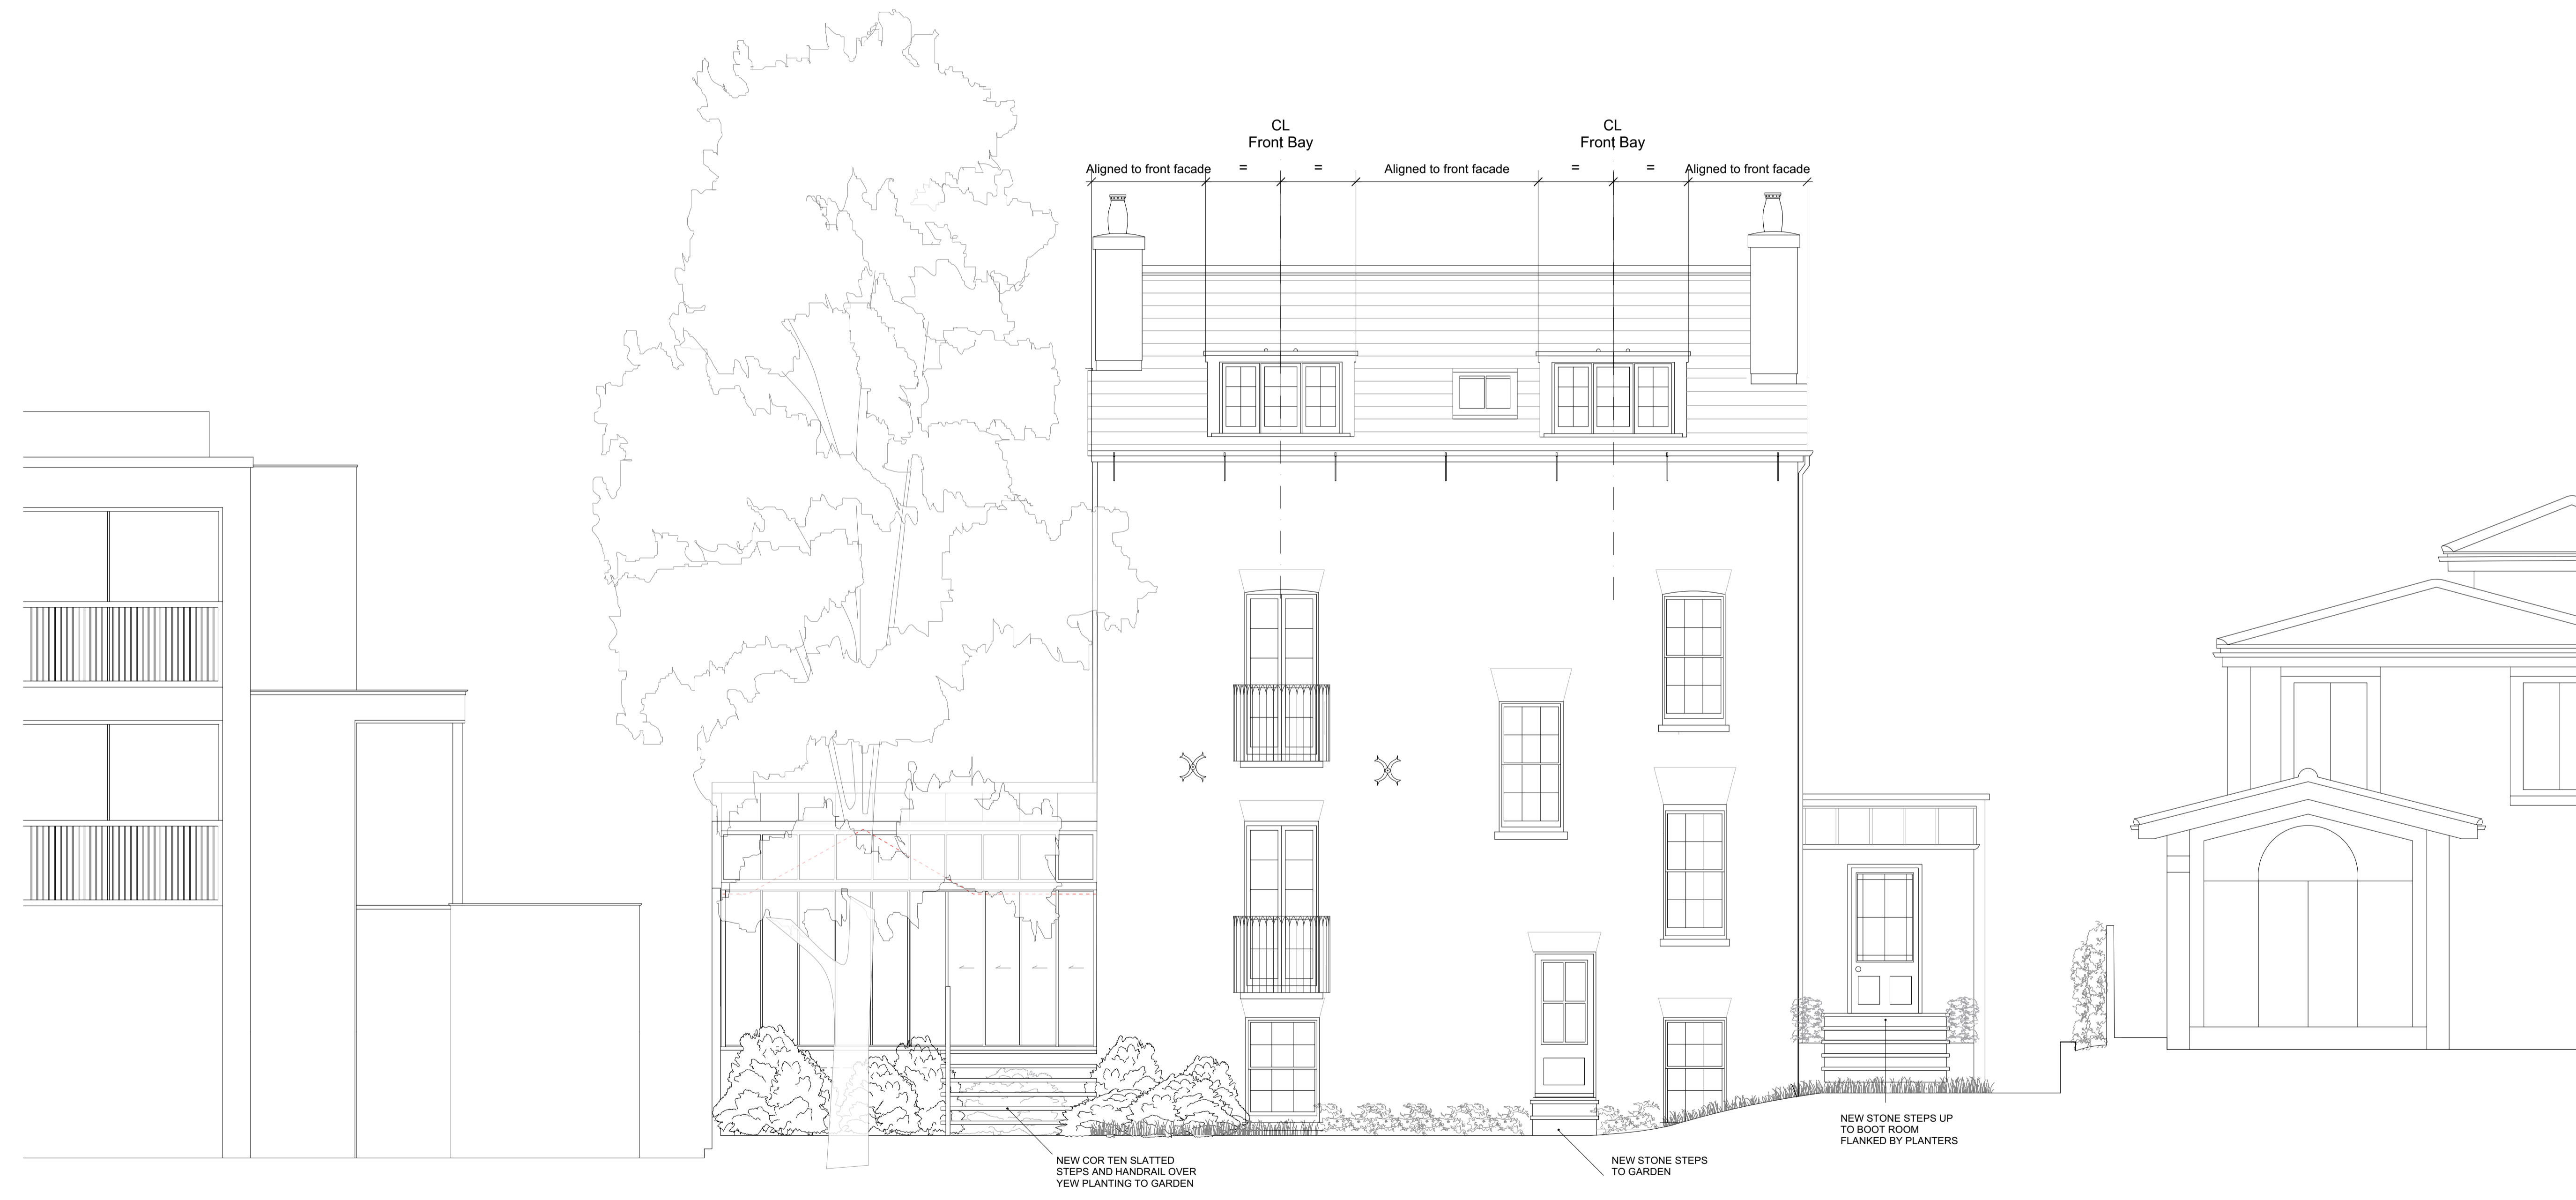 CL
Front Bay
CL
Front Bay
Aligned to front facade
=
=
Aligned to front facade
=
=
Aligned to front facade
NEW STONE STEPS UP
TO BOOT ROOM
FLANKED BY PLANTERS
NEW COR TEN SLATTED
STEPS AND HANDRAIL OVER
YEW PLANTING TO GARDEN
NEW STONE STEPS
TO GARDEN